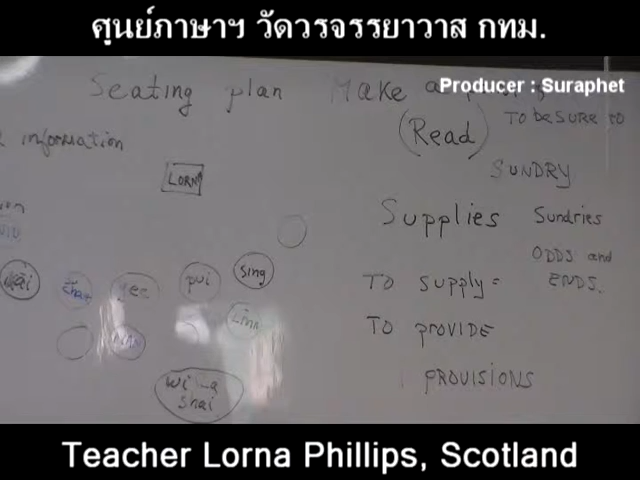 ศูนย์ภาษาฯ วัดวรจรรยาวาส กทม.
Producer : Suraphet
Seating plan Make
information
(Read)
TO be SURE to
LORNA
SUNDRY
Supplies
Sundries
ODDS and
ENDS.
sing
pui
yee
TO supply =
TO PROVIDE
PROVISIONS
Teacher Lorna Phillips, Scotland